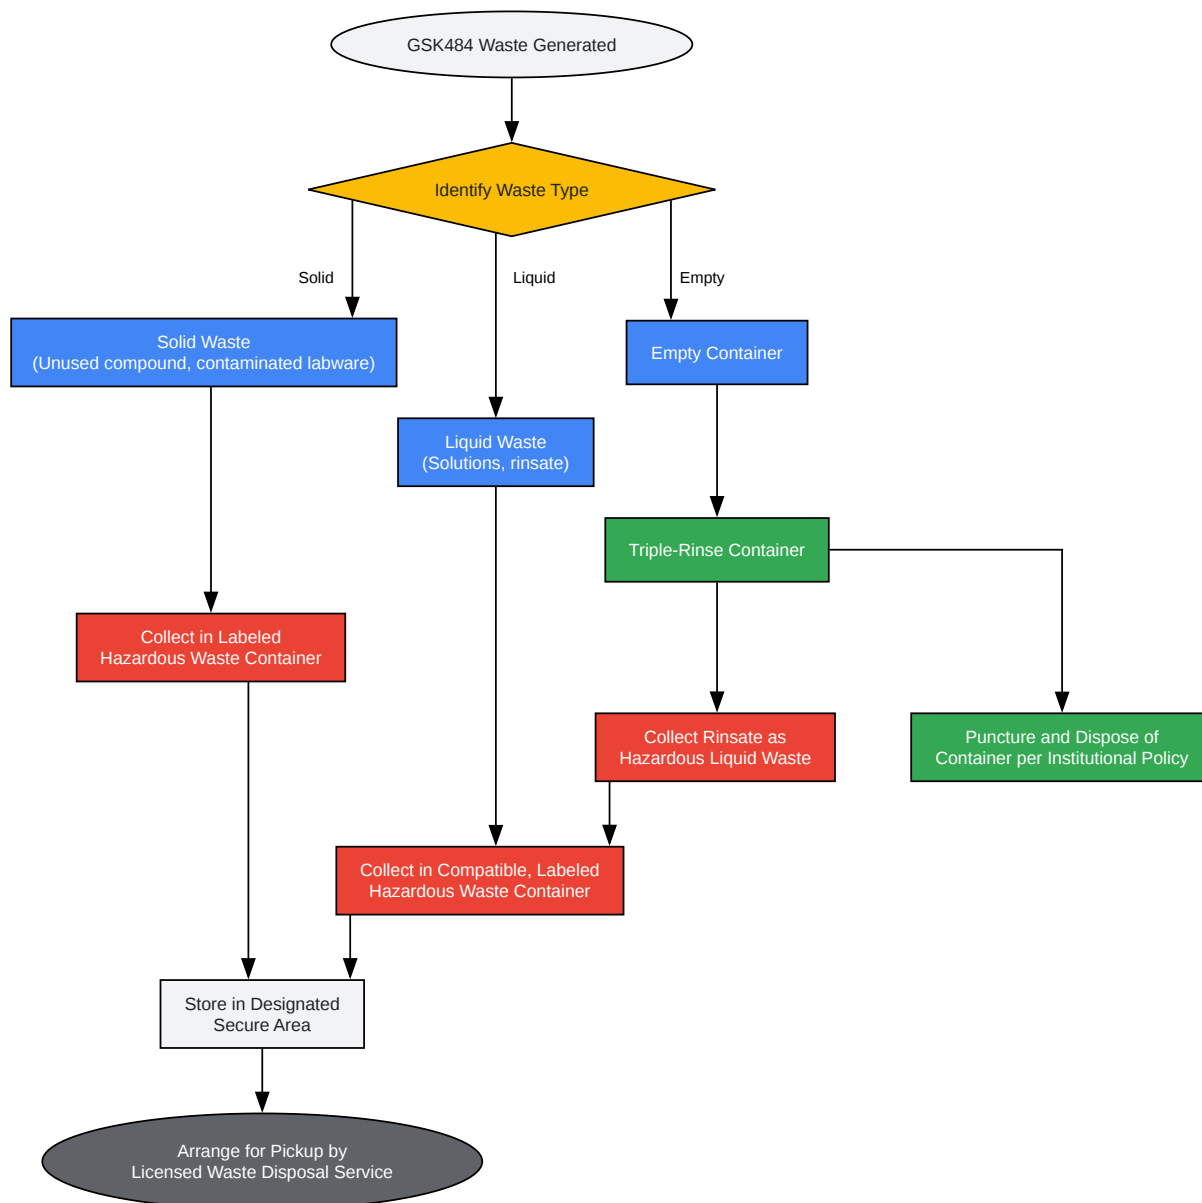 GSK484 Waste Generated
Identify Waste Type
Solid
Liquid
Empty
Solid Waste
(Unused compound, contaminated labware)
Empty Container
Liquid Waste
(Solutions, rinsate)
Triple-Rinse Container
Collect in Labeled
Hazardous Waste Container
Collect Rinsate as
Hazardous Liquid Waste
Puncture and Dispose of
Container per Institutional Policy
Collect in Compatible, Labeled
Hazardous Waste Container
Store in Designated
Secure Area
Arrange for Pickup by
Licensed Waste Disposal Service